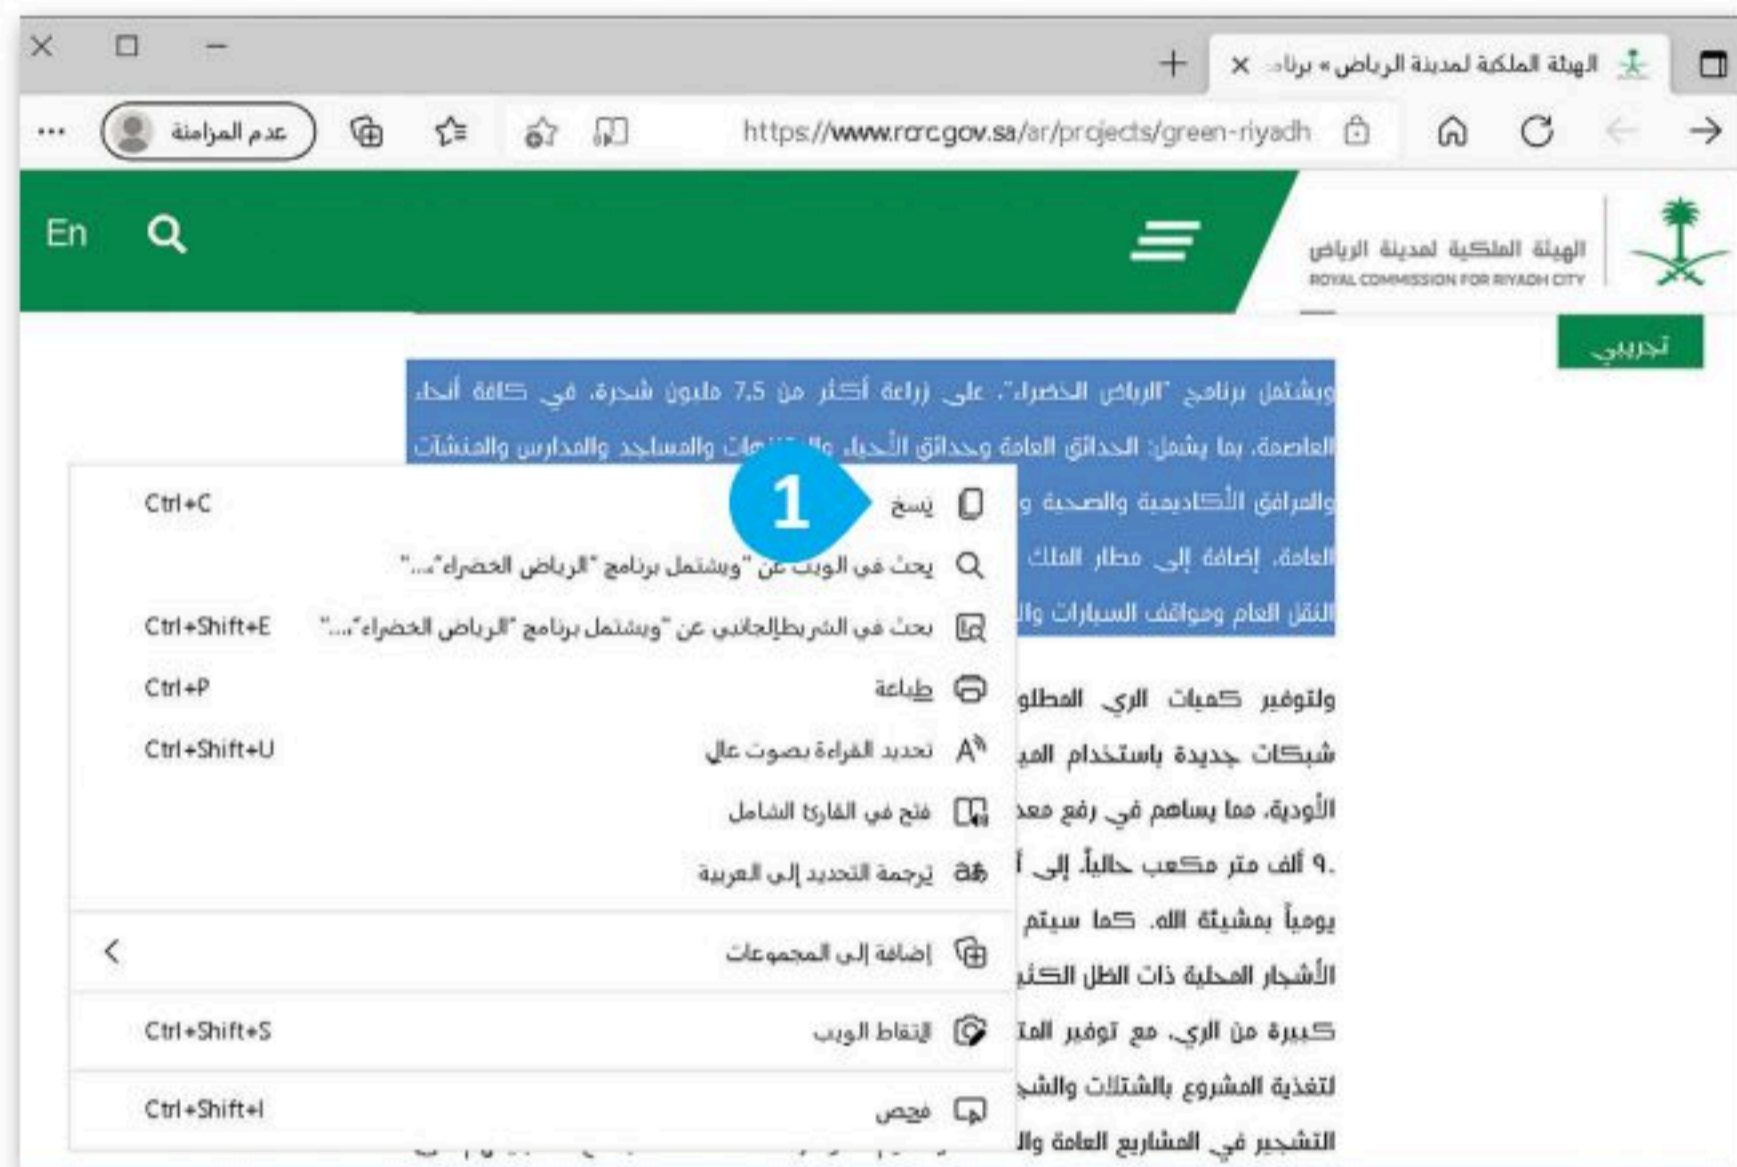 الهيئة الملكية لمدينة الرياض » برنام
https://www.rcrc.gov.sa/ar/projects/green-riyadh
عدم المزامنة
الهيئة الملكية لمدينة الرياض
ROYAL COMMISSION FOR RIYADH CITY
En
تجريبي
ويشتمل برنامج "الرياض الخضراء"، على زراعة أكثر من 7.5 مليون شجرة، في كافة أنحاء
العاصمة، بما يشمل: الحدائق العامة وحدائق الأحياء والمساجد والمدارس والمنشآت
والمرافق الأكاديمية والصحية و
العامة، إضافة إلى مطار الملك
النقل العام ومواقف السيارات وال
ولتوفير كميات الري المطلو
شبكات جديدة باستخدام المي
الأودية، مما يساهم في رفع معد
٩٠ ألف متر مكعب حالياً، إلى أ
يومياً بمشيئة الله. كما سيتم
الأشجار المحلية ذات الظل الكثي
كبيرة من الري، مع توفير المت
لتغذية المشروع بالشتلات والشج
التشجير في المشاريع العامة وال
1
نسخ Ctrl+C
يحث في الويب عن "ويشتمل برنامج "الرياض الخضراء"،..."
بحث في الشريط الجانبي عن "ويشتمل برنامج "الرياض الخضراء"،..." Ctrl+Shift+E
طباعة Ctrl+P
تحديد القراءة بصوت عالٍ Ctrl+Shift+U
فتح في القارئ الشامل
ترجمة التحديد إلى العربية
إضافة إلى المجموعات
التقاط الويب Ctrl+Shift+S
فحص Ctrl+Shift+I